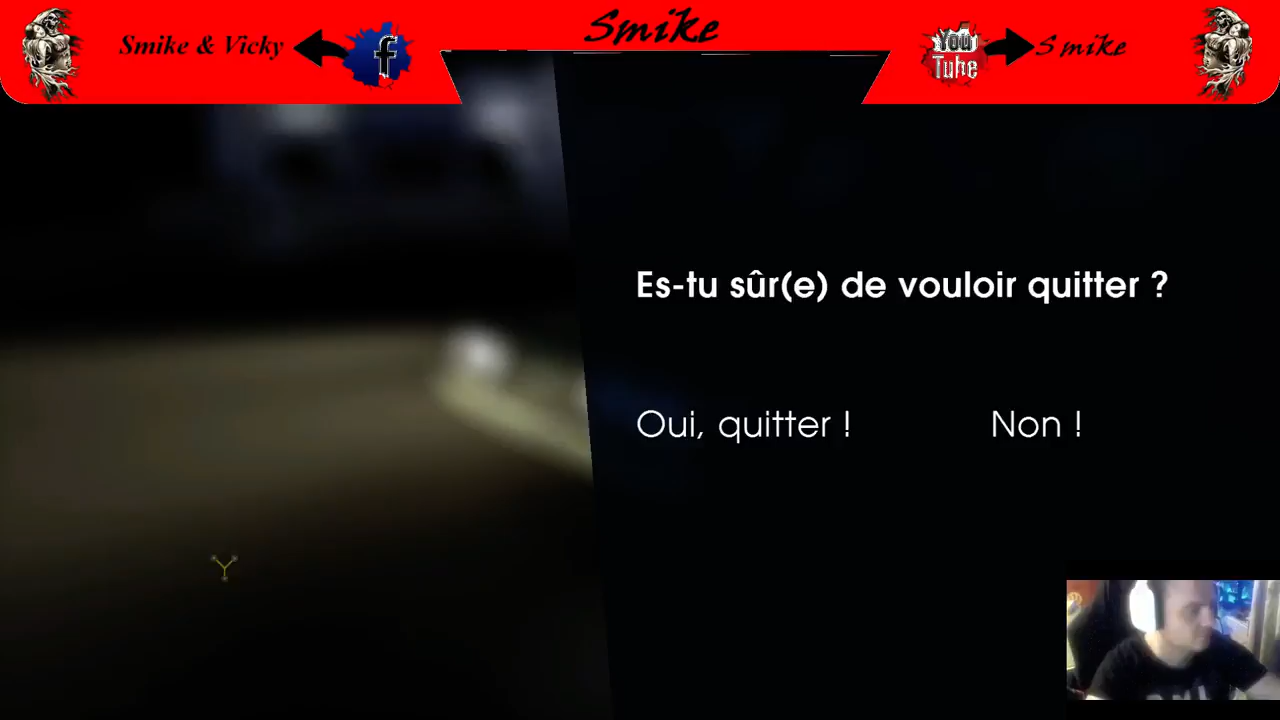 Smike & Vicky
f
Smike
You
Tube
Smike
Es-tu sûr(e) de vouloir quitter ?
Oui, quitter !
Non !